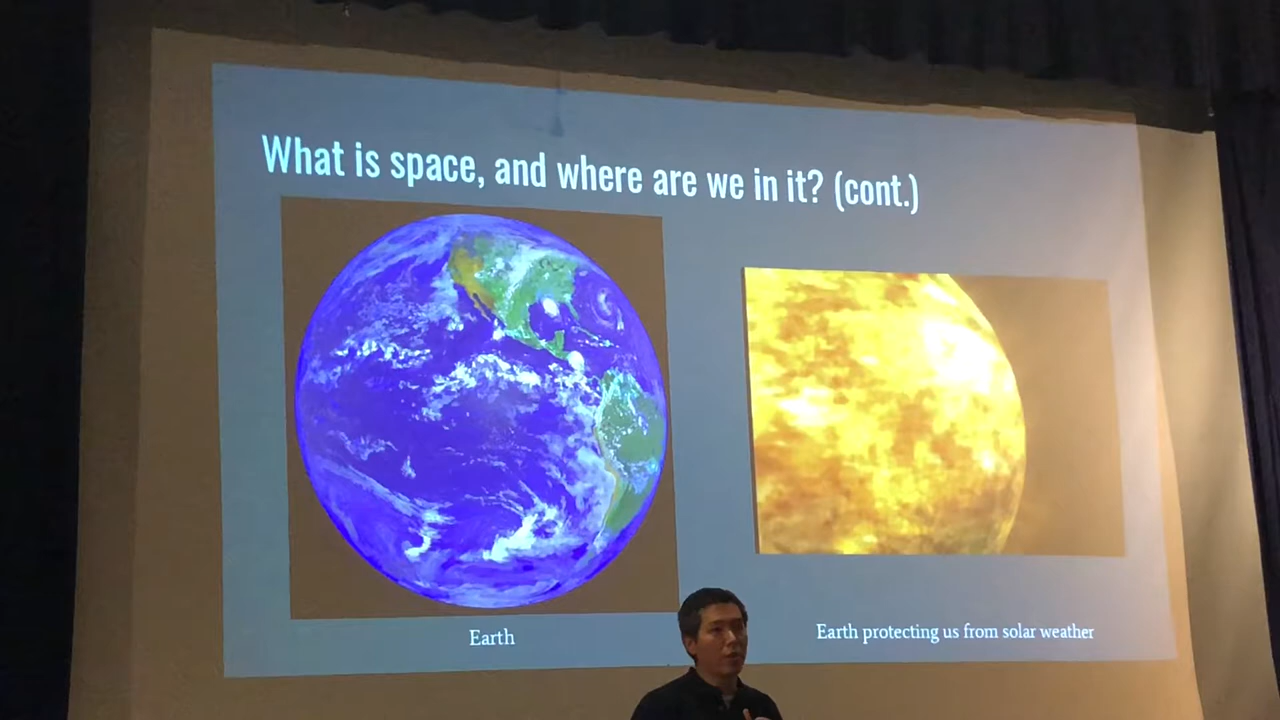 What is space, and where are we in it? (cont.)
Earth
Earth protecting us from solar weather